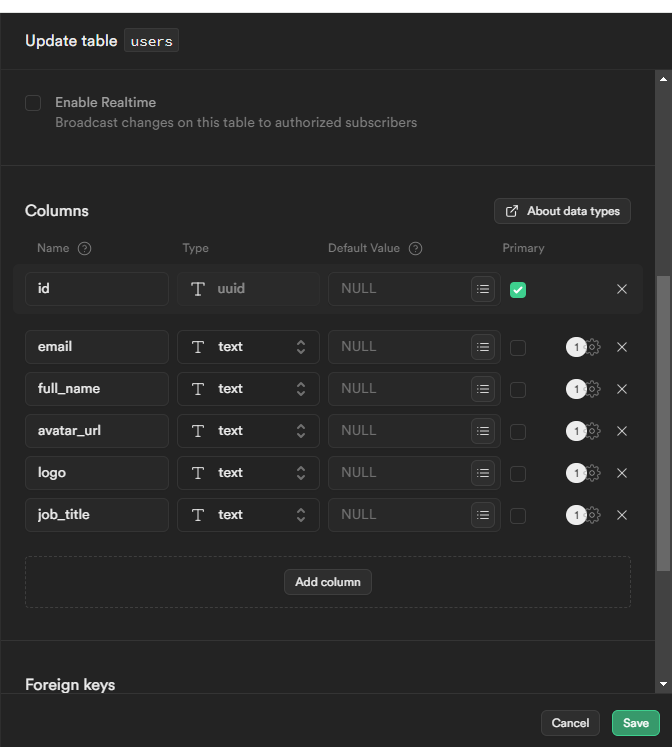 Update table users
Enable Realtime
Broadcast changes on this table to authorized subscribers
Columns
About data types
Name ? Type Default Value ? Primary
id T uuid NULL
email T text NULL 1
full_name T text NULL 1
avatar_url T text NULL 1
logo T text NULL 1
job_title T text NULL 1
Add column
Foreign keys
Cancel Save